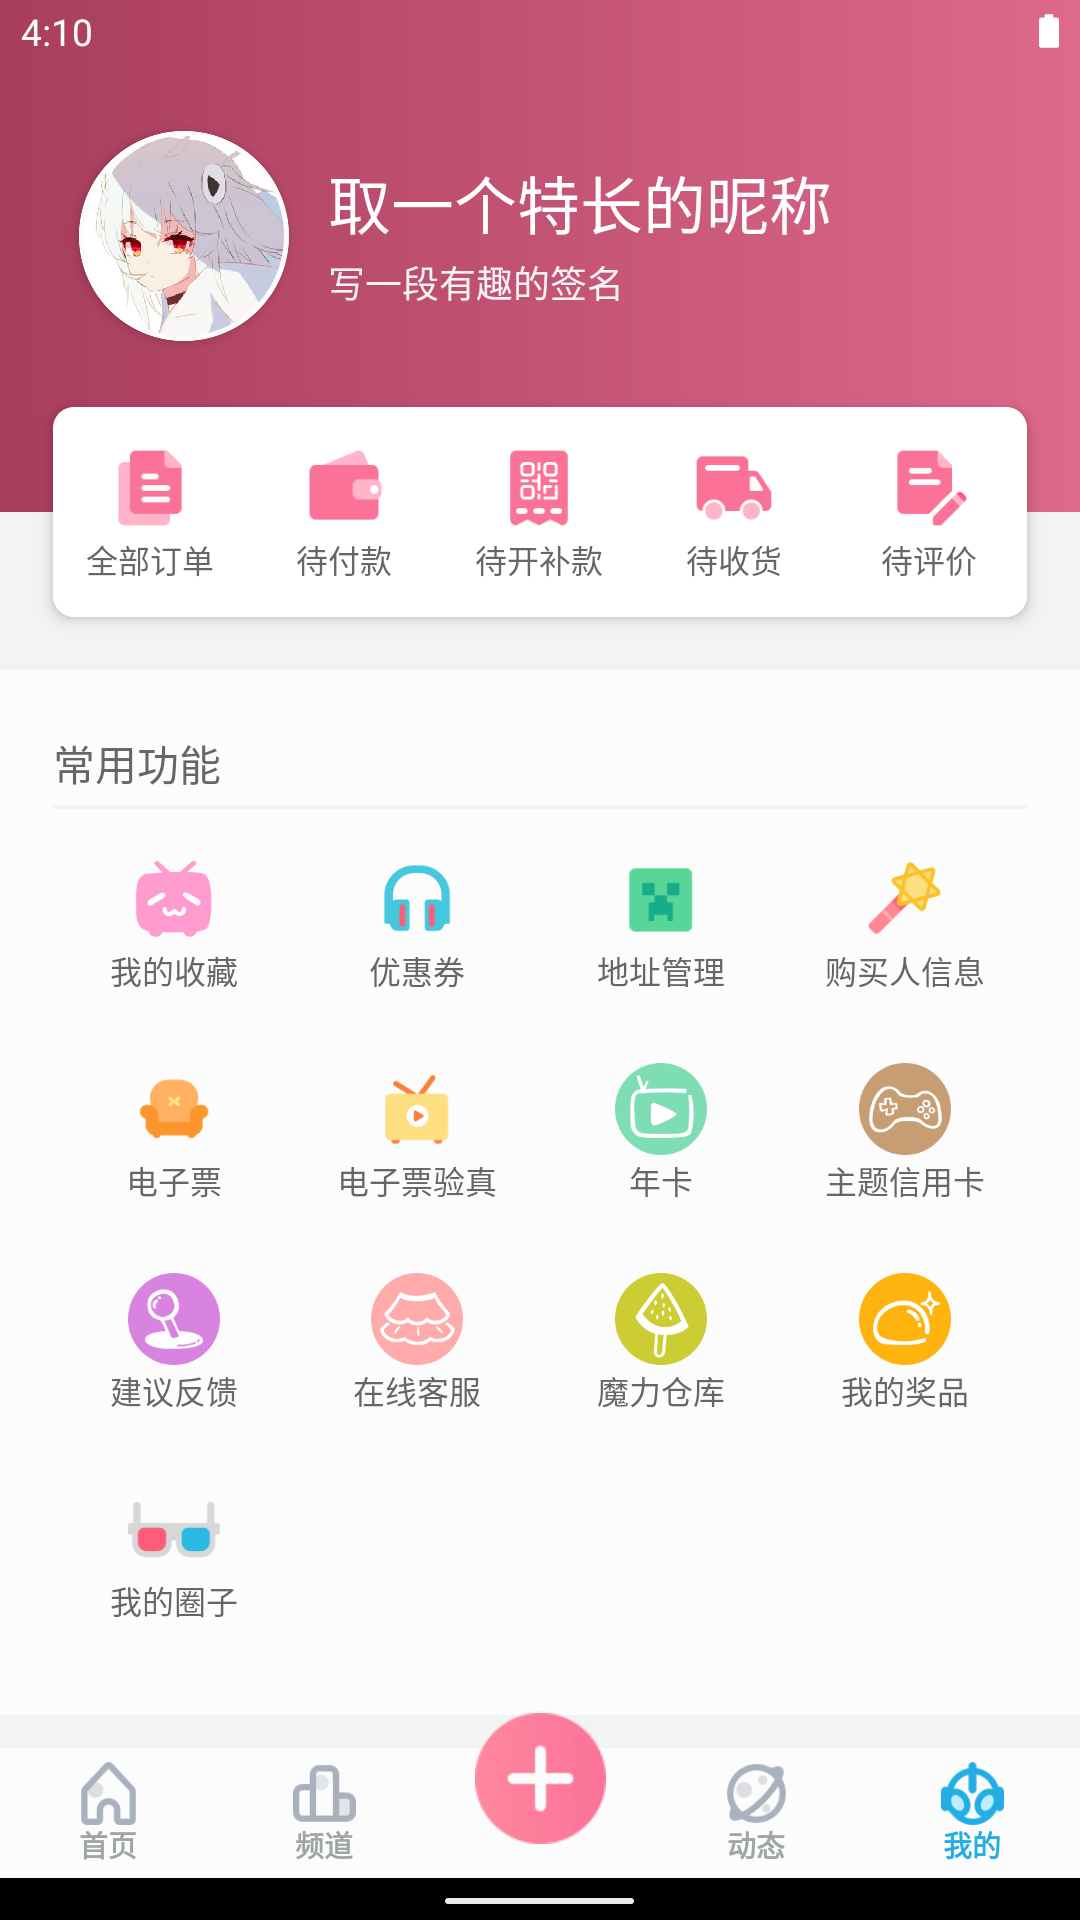 4:10
取一个特长的昵称
写一段有趣的签名
全部订单 待付款 待开补款 待收货 待评价
常用功能
我的收藏 优惠券 地址管理 购买人信息
电子票 电子票验真 年卡 主题信用卡
建议反馈 在线客服 魔力仓库 我的奖品
我的圈子
首页 频道 动态 我的